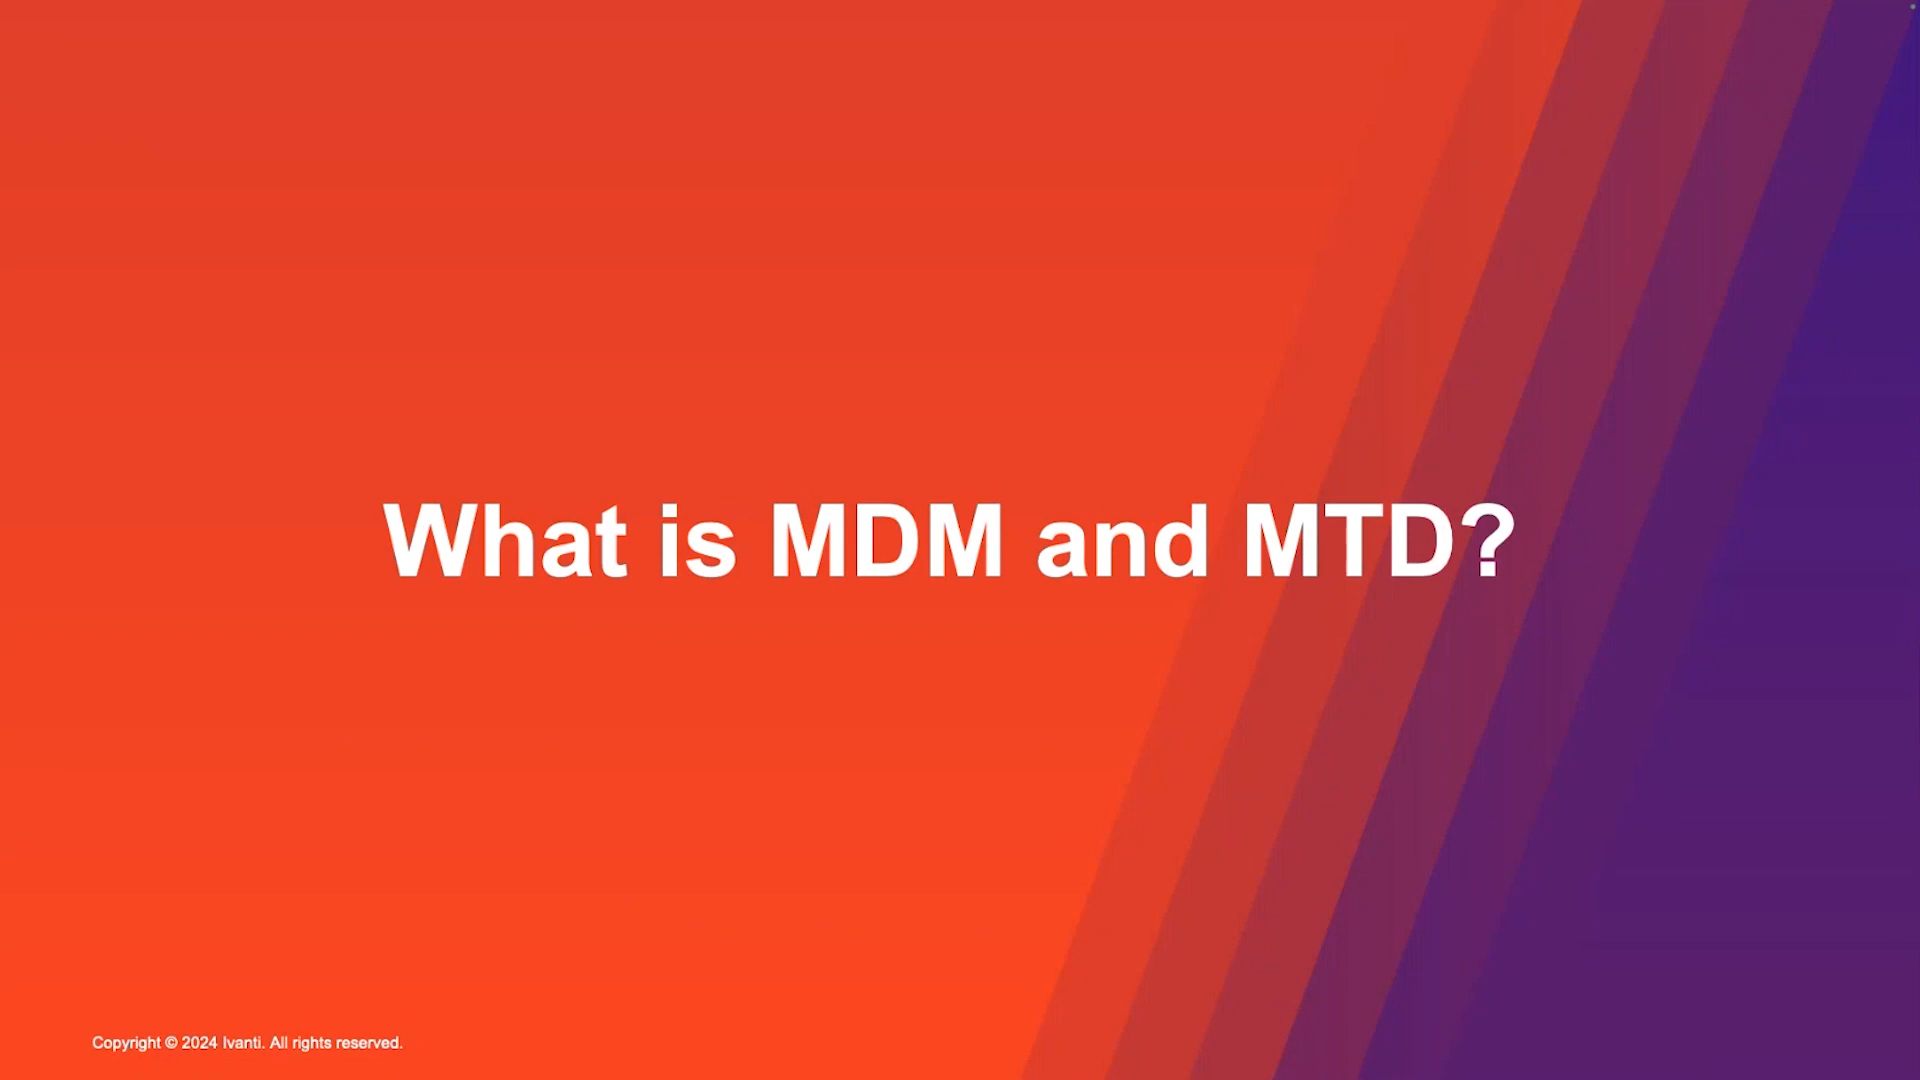 What is MDM and MTD?
Copyright © 2024 Ivanti. All rights reserved.